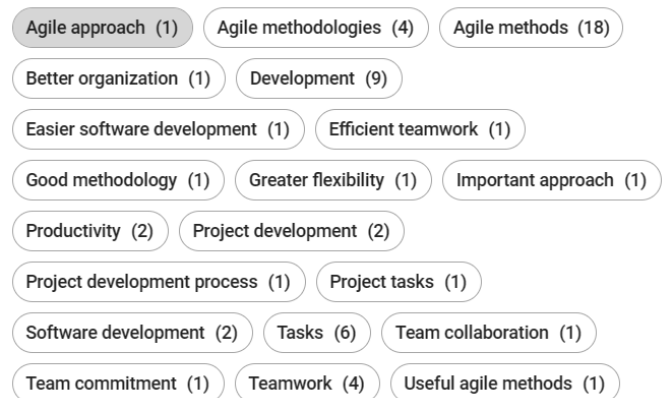 Agile approach (1) Agile methodologies (4) Agile methods (18)
Better organization (1) Development (9)
Easier software development (1) Efficient teamwork (1)
Good methodology (1) Greater flexibility (1) Important approach (1)
Productivity (2) Project development (2)
Project development process (1) Project tasks (1)
Software development (2) Tasks (6) Team collaboration (1)
Team commitment (1) Teamwork (4) Useful agile methods (1)